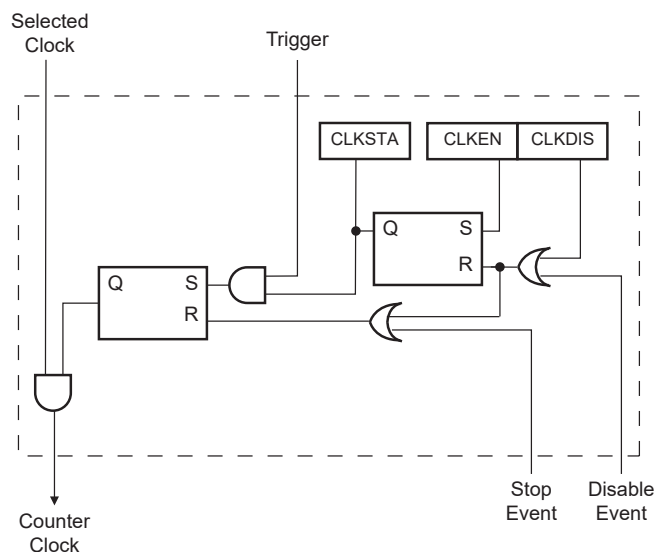 Selected
Clock
Trigger
CLKSTA
CLKEN
CLKDIS
Q
S
R
Q
S
R
Stop
Event
Disable
Event
Counter
Clock